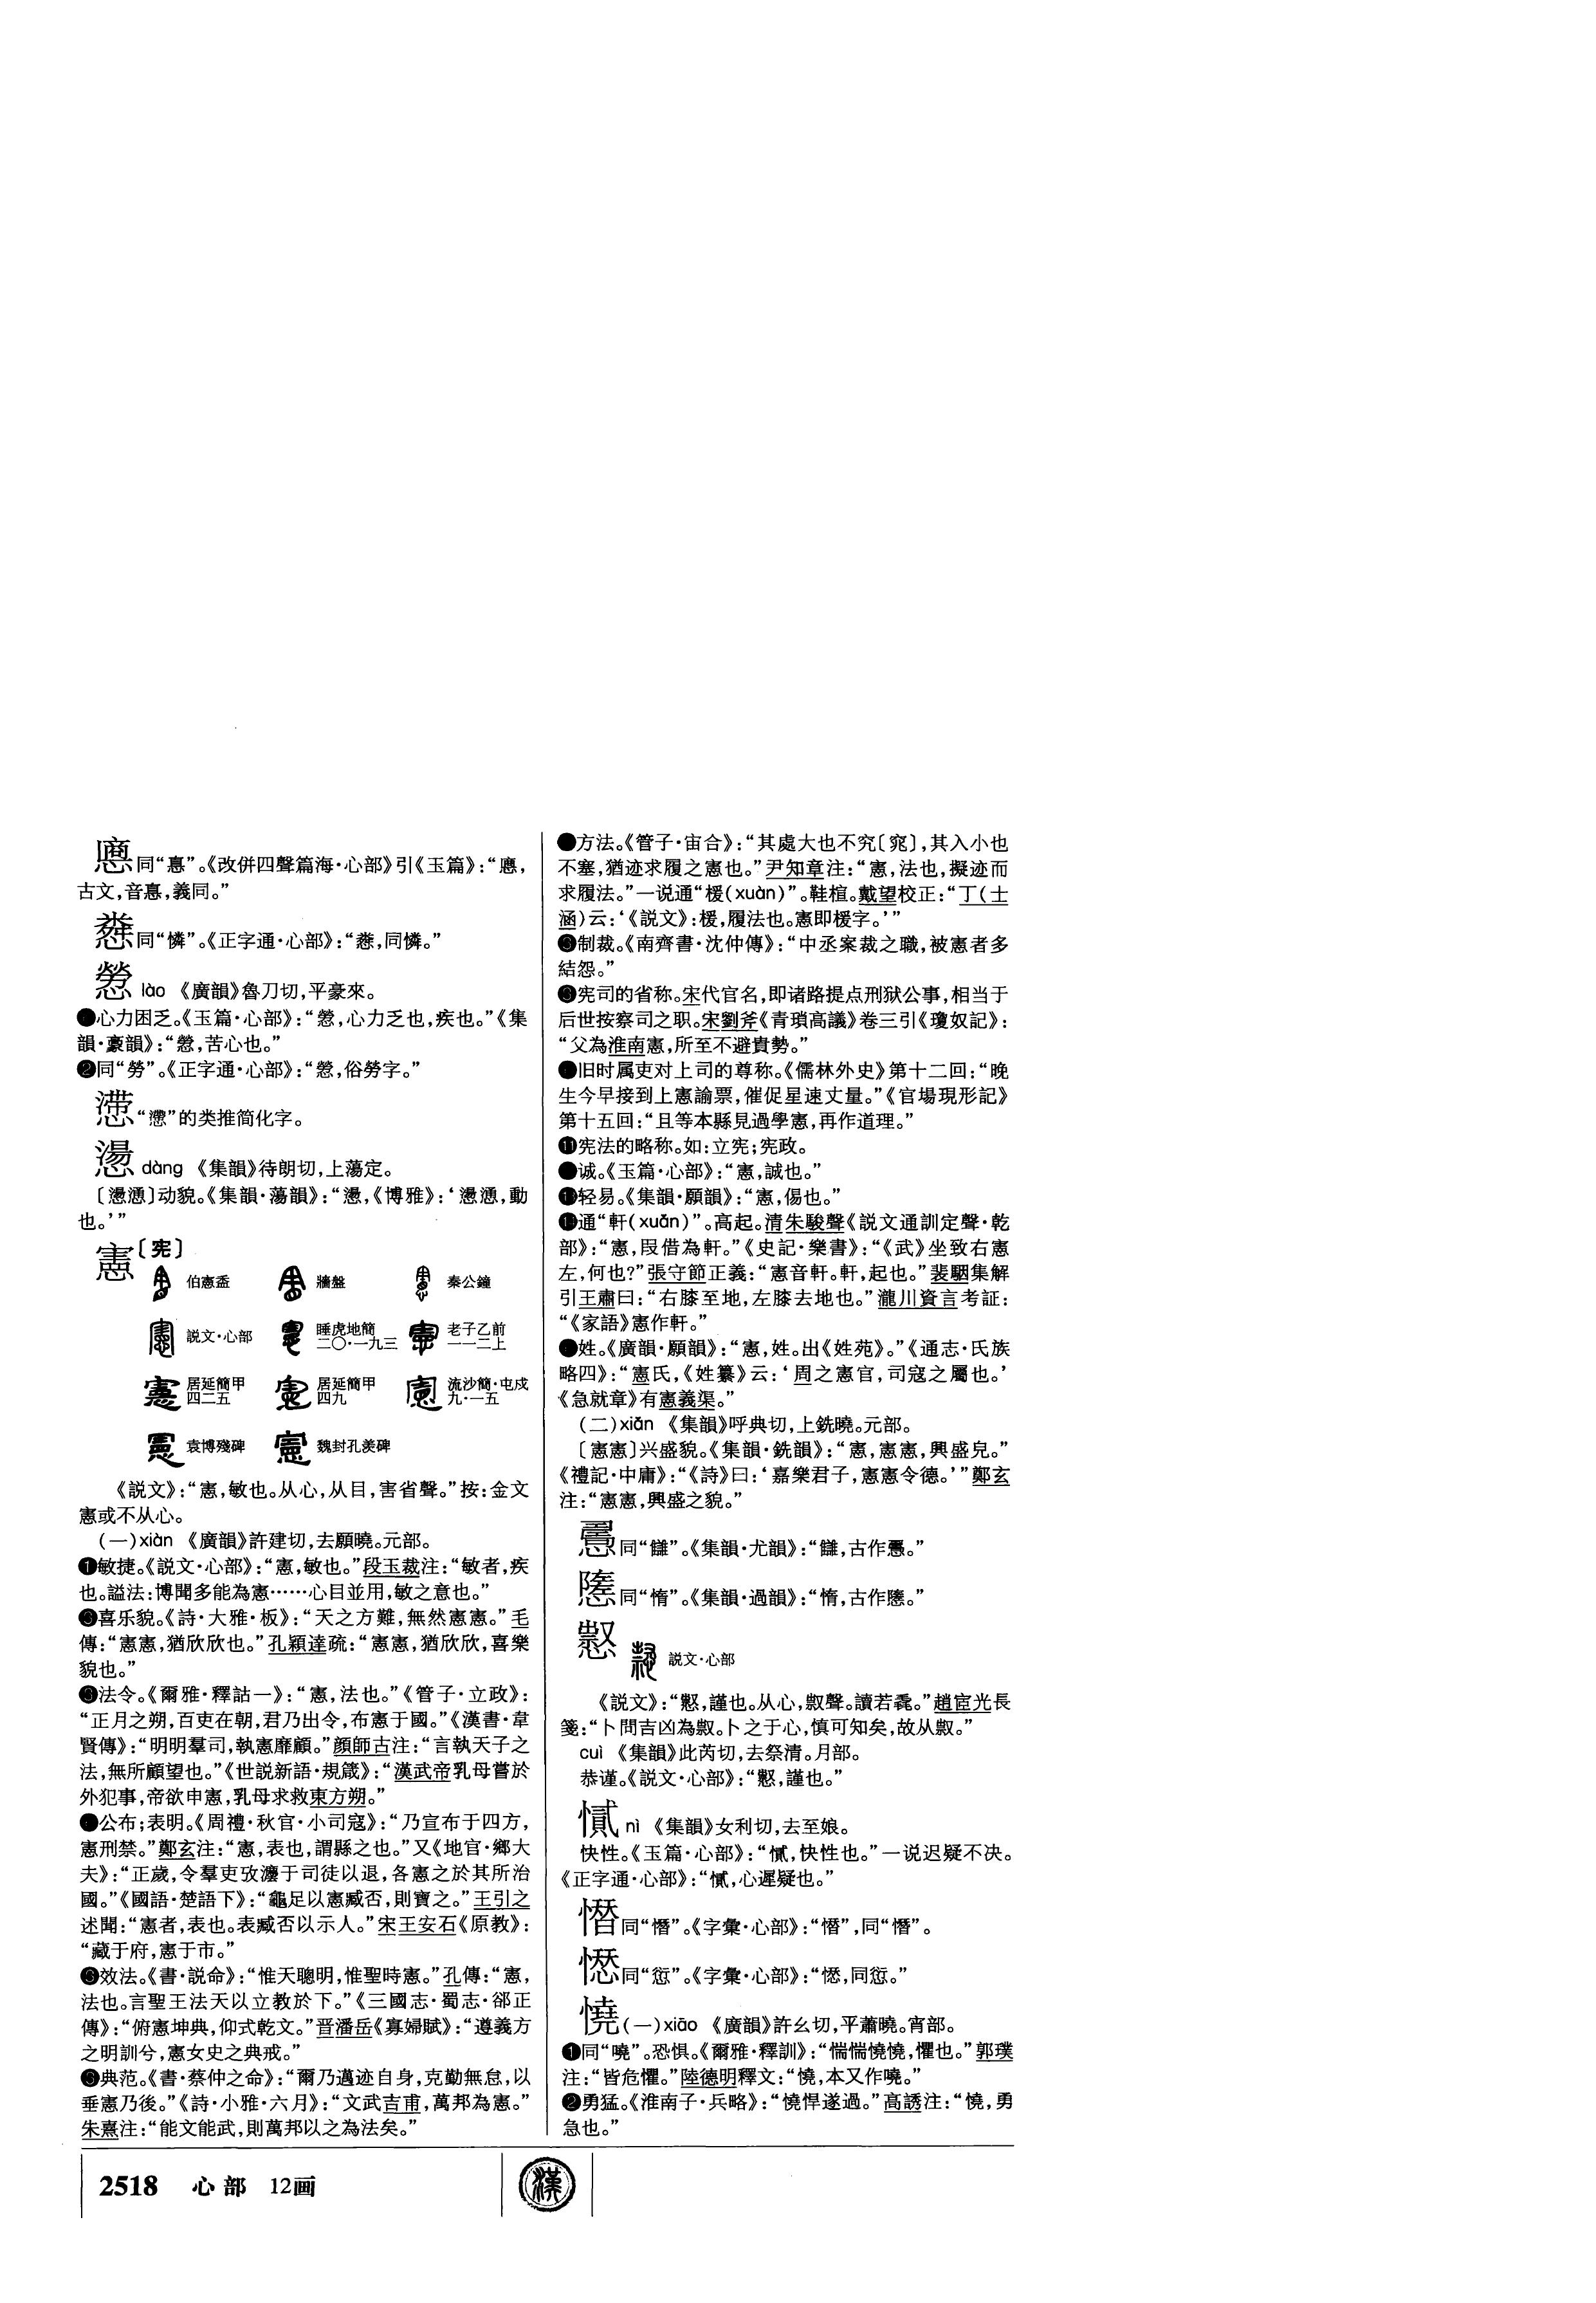 同“惪”。《改併四聲篇海·心部》引《玉篇》：“
古文，音惪，義同。”
同“憐”。《正字通·心部》：“同憐。”
憥 lào 《廣韻》魯刀切，平豪來。
心力困乏。《玉篇·心部》：“憥，心力乏也，疾也。”《集
韻·豪韻》：“憥，苦心也。”
❷同“勞”。《正字通·心部》：“憥，俗勞字。”
“”的类推简化字。
愓 dàng 《集韻》待朗切，上蕩定。
〔〕动貌。《集韻·蕩韻》：“《博雅》：‘動
也。’”
憲〔宪〕
伯憲盉 牆盤 秦公鐘
説文·心部 睡虎地簡二〇·一九三 老子乙前一一二上
居延簡甲四二五 居延簡甲四九 流沙簡·屯戍九·一五
袁博殘碑 魏封孔羨碑
《説文》：“憲，敏也。从心，从目，害省聲。”按：金文
憲或不从心。
（一）xiàn 《廣韻》許建切，去願曉。元部。
❶敏捷。《説文·心部》：“憲，敏也。”段玉裁注：“敏者，疾
也。謚法：博聞多能為憲……心目並用，敏之意也。”
喜乐貌。《詩·大雅·板》：“天之方難，無然憲憲。”毛
傳：“憲憲，猶欣欣也。”孔穎達疏：“憲憲，猶欣欣，喜樂
貌也。”
❸法令。《爾雅·釋詁一》：“憲，法也。”《管子·立政》：
“正月之朔，百吏在朝，君乃出令，布憲于國。”《漢書·韋
賢傳》：“明明羣司，執憲靡顧。”顔師古注：“言執天子之
法，無所顧望也。”《世説新語·規箴》：“漢武帝乳母嘗於
外犯事，帝欲申憲，乳母求救東方朔。”
公布；表明。《周禮·秋官·小司寇》：“乃宣布于四方，
憲刑禁。”鄭玄注：“憲，表也，謂縣之也。”又《地官·鄉大
夫》：“正歲，令羣吏攷灋于司徒以退，各憲之於其所治
國。”《國語·楚語下》：“龜足以憲臧否，則寶之。”王引之
述聞：“憲者，表也。表臧否以示人。”宋王安石《原教》：
“藏于府，憲于市。”
效法。《書·説命》：“惟天聰明，惟聖時憲。”孔傳：“憲，
法也。言聖王法天以立教於下。”《三國志·蜀志·郤正
傳》：“俯憲坤典，仰式乾文。”晋潘岳《寡婦賦》：“遵義方
之明訓兮，憲女史之典戒。”
典范。《書·蔡仲之命》：“爾乃邁迹自身，克勤無怠，以
垂憲乃後。”《詩·小雅·六月》：“文武吉甫，萬邦為憲。”
朱熹注：“能文能武，則萬邦以之為法矣。”
方法。《管子·宙合》：“其處大也不究〔窕〕，其入小也
不塞，猶迹求履之憲也。”尹知章注：“憲，法也，擬迹而
求履法。”一说通“楥（xuàn）”。鞋楦。戴望校正：“丁（士
涵）云：‘《説文》：楥，履法也。憲即楥字。’”
制裁。《南齊書·沈仲傳》：“中丞案裁之職，被憲者多
結怨。”
宪司的省称。宋代官名，即诸路提点刑狱公事，相当于
后世按察司之职。宋劉斧《青瑣高議》卷三引《瓊奴記》：
“父為淮南憲，所至不避貴勢。”
旧时属吏对上司的尊称。《儒林外史》第十二回：“晚
生今早接到上憲諭票，催促星速丈量。”《官場現形記》
第十五回：“且等本縣見過學憲，再作道理。”
⓫宪法的略称。如：立宪；宪政。
诚。《玉篇·心部》：“憲，誠也。”
轻易。《集韻·願韻》：“憲，傷也。”
通“軒（xuǎn）”。高起。清朱駿聲《説文通訓定聲·乾
部》：“憲，叚借為軒。”《史記·樂書》：“《武》坐致右憲
左，何也？”張守節正義：“憲音軒。軒，起也。”裴駰集解
引王肅曰：“右膝至地，左膝去地也。”瀧川資言考証：
“《家語》憲作軒。”
姓。《廣韻·願韻》：“憲，姓。出《姓苑》。”《通志·氏族
略四》：“憲氏，《姓纂》云：‘周之憲官，司寇之屬也。’
《急就章》有憲義渠。”
（二）xiǎn 《集韻》呼典切，上銑曉。元部。
〔憲憲〕兴盛貌。《集韻·銑韻》：“憲，憲憲，興盛皃。”
《禮記·中庸》：“《詩》曰：‘嘉樂君子，憲憲令德。’”鄭玄
注：“憲憲，興盛之貌。”
同“”。《集韻·尤韻》：“古作。”
同“惰”。《集韻·過韻》：“惰，古作。”
㥽 説文·心部
《説文》：“謹也。从心，㱽聲。讀若毳。”趙宧光長
箋：“卜問吉凶為㱽。卜之于心，慎可知矣，故从㱽。”
cuì 《集韻》此芮切，去祭清。月部。
恭谨。《説文·心部》：“謹也。”
nì 《集韻》女利切，去至娘。
快性。《玉篇·心部》：“快性也。”一说迟疑不决。
《正字通·心部》：“心遲疑也。”
同“憯”。《字彙·心部》：“同“憯”。
同“愆”。《字彙·心部》：“同愆。”
憢（一）xiāo 《廣韻》許幺切，平蕭曉。宵部。
❶同“嘵”。恐惧。《爾雅·釋訓》：“惴惴憢憢，懼也。”郭璞
注：“皆危懼。”陸德明釋文：“憢，本又作嘵。”
❷勇猛。《淮南子·兵略》：“憢悍遂過。”高誘注：“憢，勇
急也。”
2518 心部 12画
漢